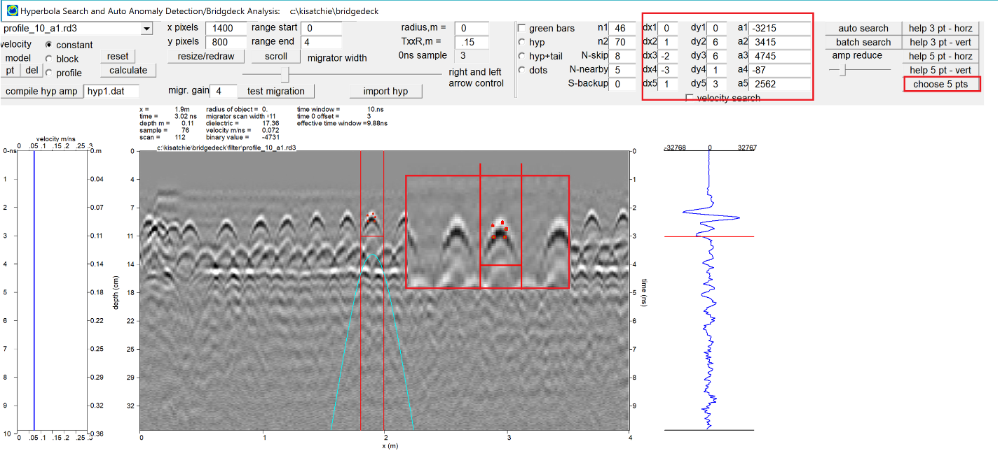 Hyperbola Search and Auto Anomaly Detection/Bridgdeck Analysis: c:\kisatchie\bridgedeck
profile_10_a1.rd3 x pixels 1400 range start 0 radius,m = 0 green bars n1 46 dx1 0 dy1 0 a1 -3215 auto search help 3 pt - horz
velocity constant y pixels 800 range end 4 TxxR,m = .15 hyp n2 70 dx2 1 dy2 6 a2 3415 batch search help 3 pt - vert
model block reset resize/redraw scroll migrator width 0ns sample 3 hyp+tail N-skip 8 dx3 -2 dy3 6 a3 4745 amp reduce help 5 pt - horz
pt del profile calculate right and left arrow control dots N-nearby 5 dx4 -3 dy4 1 a4 -87 help 5 pt - vert
compile hyp amp hyp1.dat migr. gain 4 test migration import hyp S-backup 0 dx5 1 dy5 3 a5 2562 choose 5 pts
velocity search
x = 1.9m radius of object = 0. time window = 10.ns
time = 3.02 ns migrator scan width =11 time 0 offset = 3
depth m = 0.11 dielectric = 17.36 effective time window =9.88ns
sample = 76 velocity m/ns = 0.072
scan = 112 binary value = -4731
velocity m/ns
0 .05 .1 .15 .2 .25 .3
c:\kisatchie\bridgedeck\filter\profile_10_a1.rd3
-32768 0 32767
0-ns 0.m 0 0
1 0.04 4 1
2 0.07 7 2
3 0.11 11 3
4 0.14 14 4
5 0.18 18 5
6 0.22 22 6
7 0.25 25 7
8 0.29 29 8
9 0.32 32 9
10 0.36
depth (cm)
time (ns)
0 .05 .1 .15 .2 .25
0 1 2 3 4
x (m)